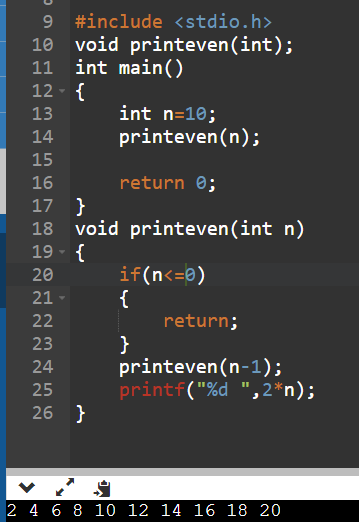 9 #include <stdio.h>
10 void printeven(int);
11 int main()
12 {
13     int n=10;
14     printeven(n);
15
16     return 0;
17 }
18 void printeven(int n)
19 {
20     if(n<=0)
21     {
22         return;
23     }
24     printeven(n-1);
25     printf("%d ",2*n);
26 }
2 4 6 8 10 12 14 16 18 20